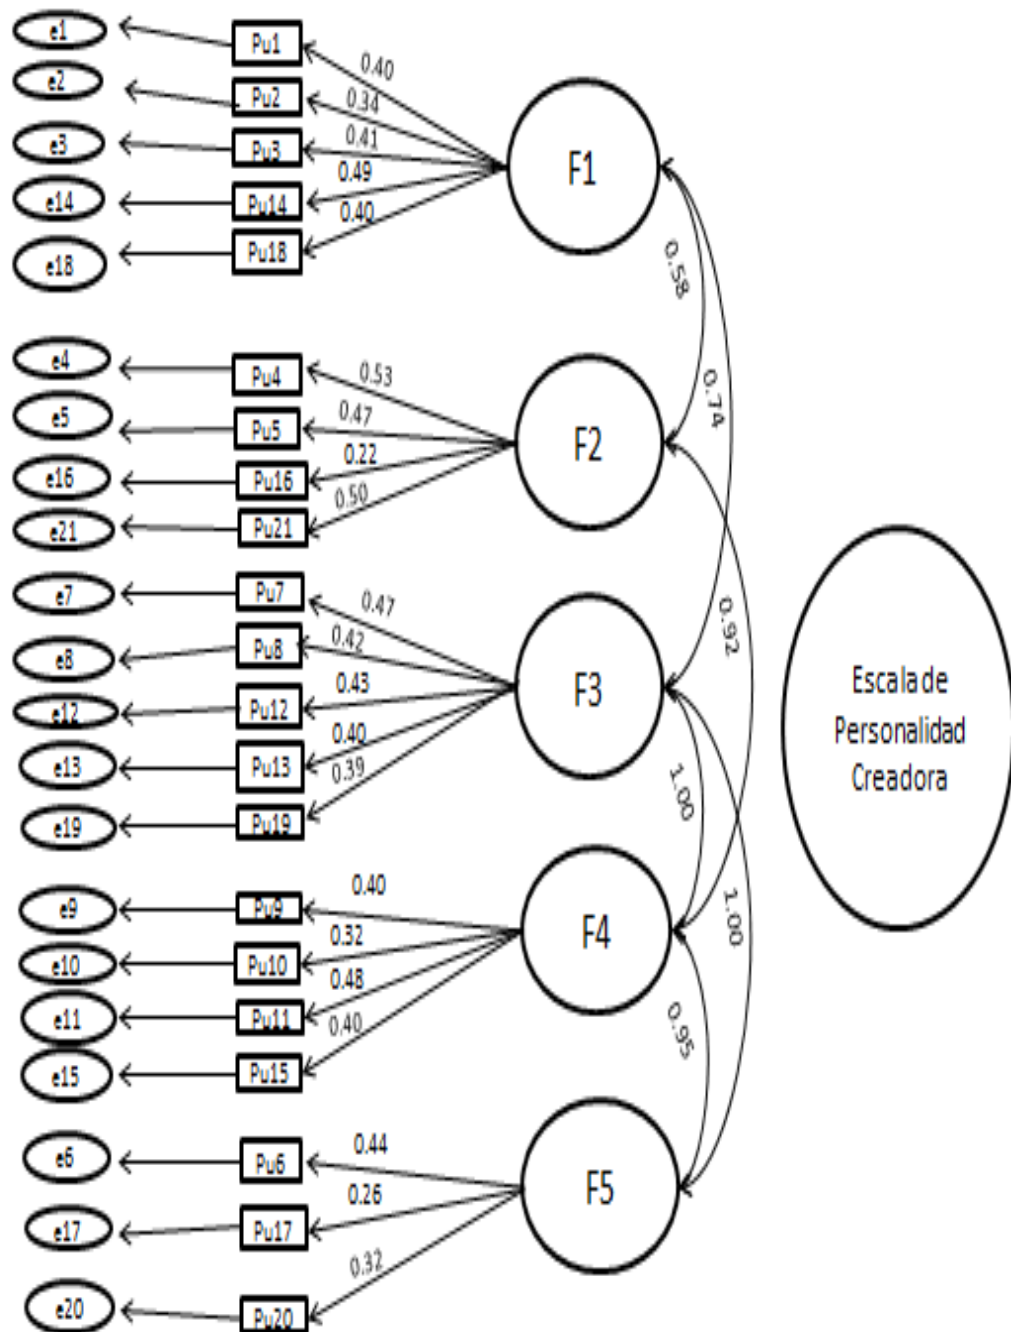 e1
Pu1
0.40
e2
Pu2
0.34
e3
Pu3
0.41
e14
Pu14
0.49
e18
Pu18
0.40
F1
0.58
0.74
e4
Pu4
0.53
e5
Pu5
0.47
e16
Pu16
0.22
e21
Pu21
0.50
F2
0.92
e7
Pu7
0.47
e8
Pu8
0.42
e12
Pu12
0.43
e13
Pu13
0.40
e19
Pu19
0.39
F3
1.00
1.00
Escala de
Personalidad
Creadora
e9
Pu9
0.40
e10
Pu10
0.32
e11
Pu11
0.48
e15
Pu15
0.40
F4
0.95
e6
Pu6
0.44
e17
Pu17
0.26
e20
Pu20
0.32
F5